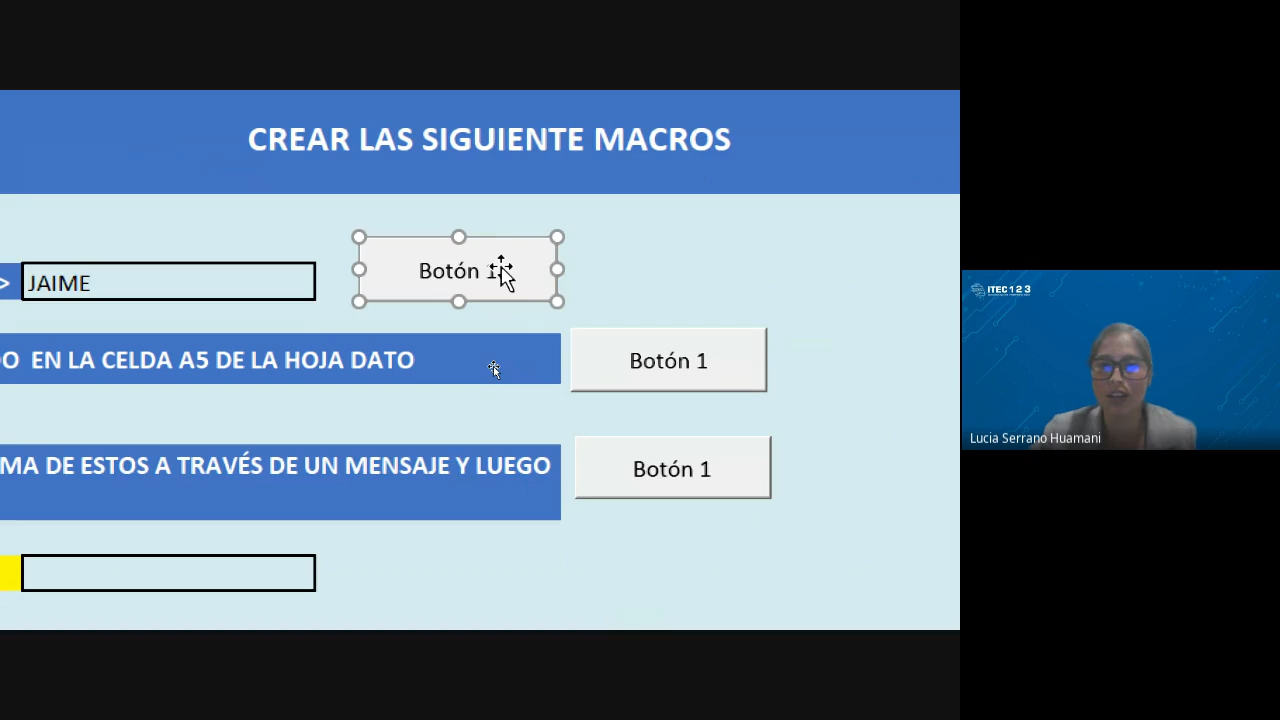 CREAR LAS SIGUIENTE MACROS
> JAIME
Botón 1
EN LA CELDA A5 DE LA HOJA DATO
Botón 1
DE ESTOS A TRAVÉS DE UN MENSAJE Y LUEGO
Botón 1
ITEC 1 2 3
Lucia Serrano Huamani